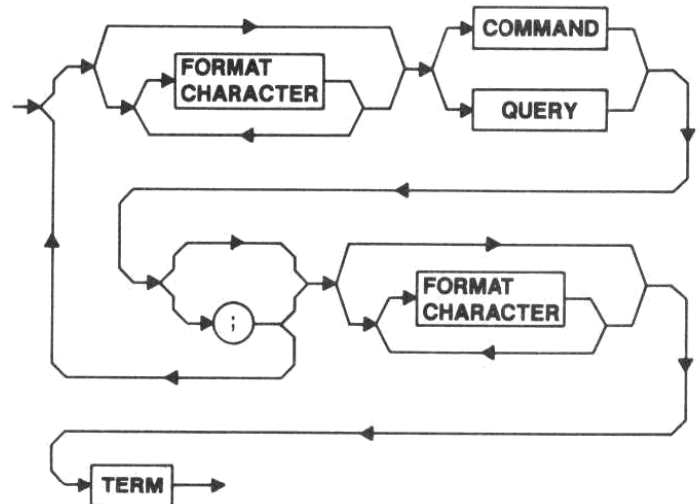 COMMAND
FORMAT
CHARACTER
QUERY
;
FORMAT
CHARACTER
TERM